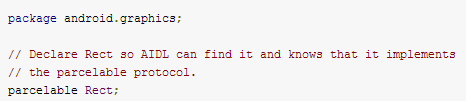 package android.graphics;
// Declare Rect so AIDL can find it and knows that it implements
// the parcelable protocol.
parcelable Rect;